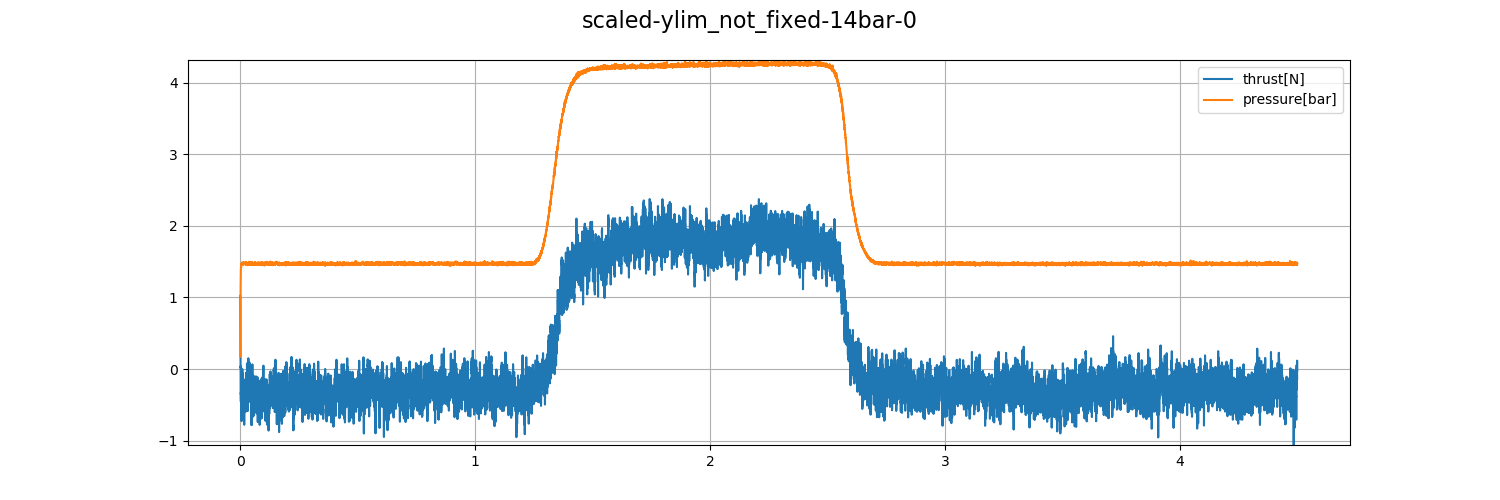 scaled-ylim_not_fixed-14bar-0
thrust[N]
pressure[bar]
4
3
2
1
0
−1
0 1 2 3 4